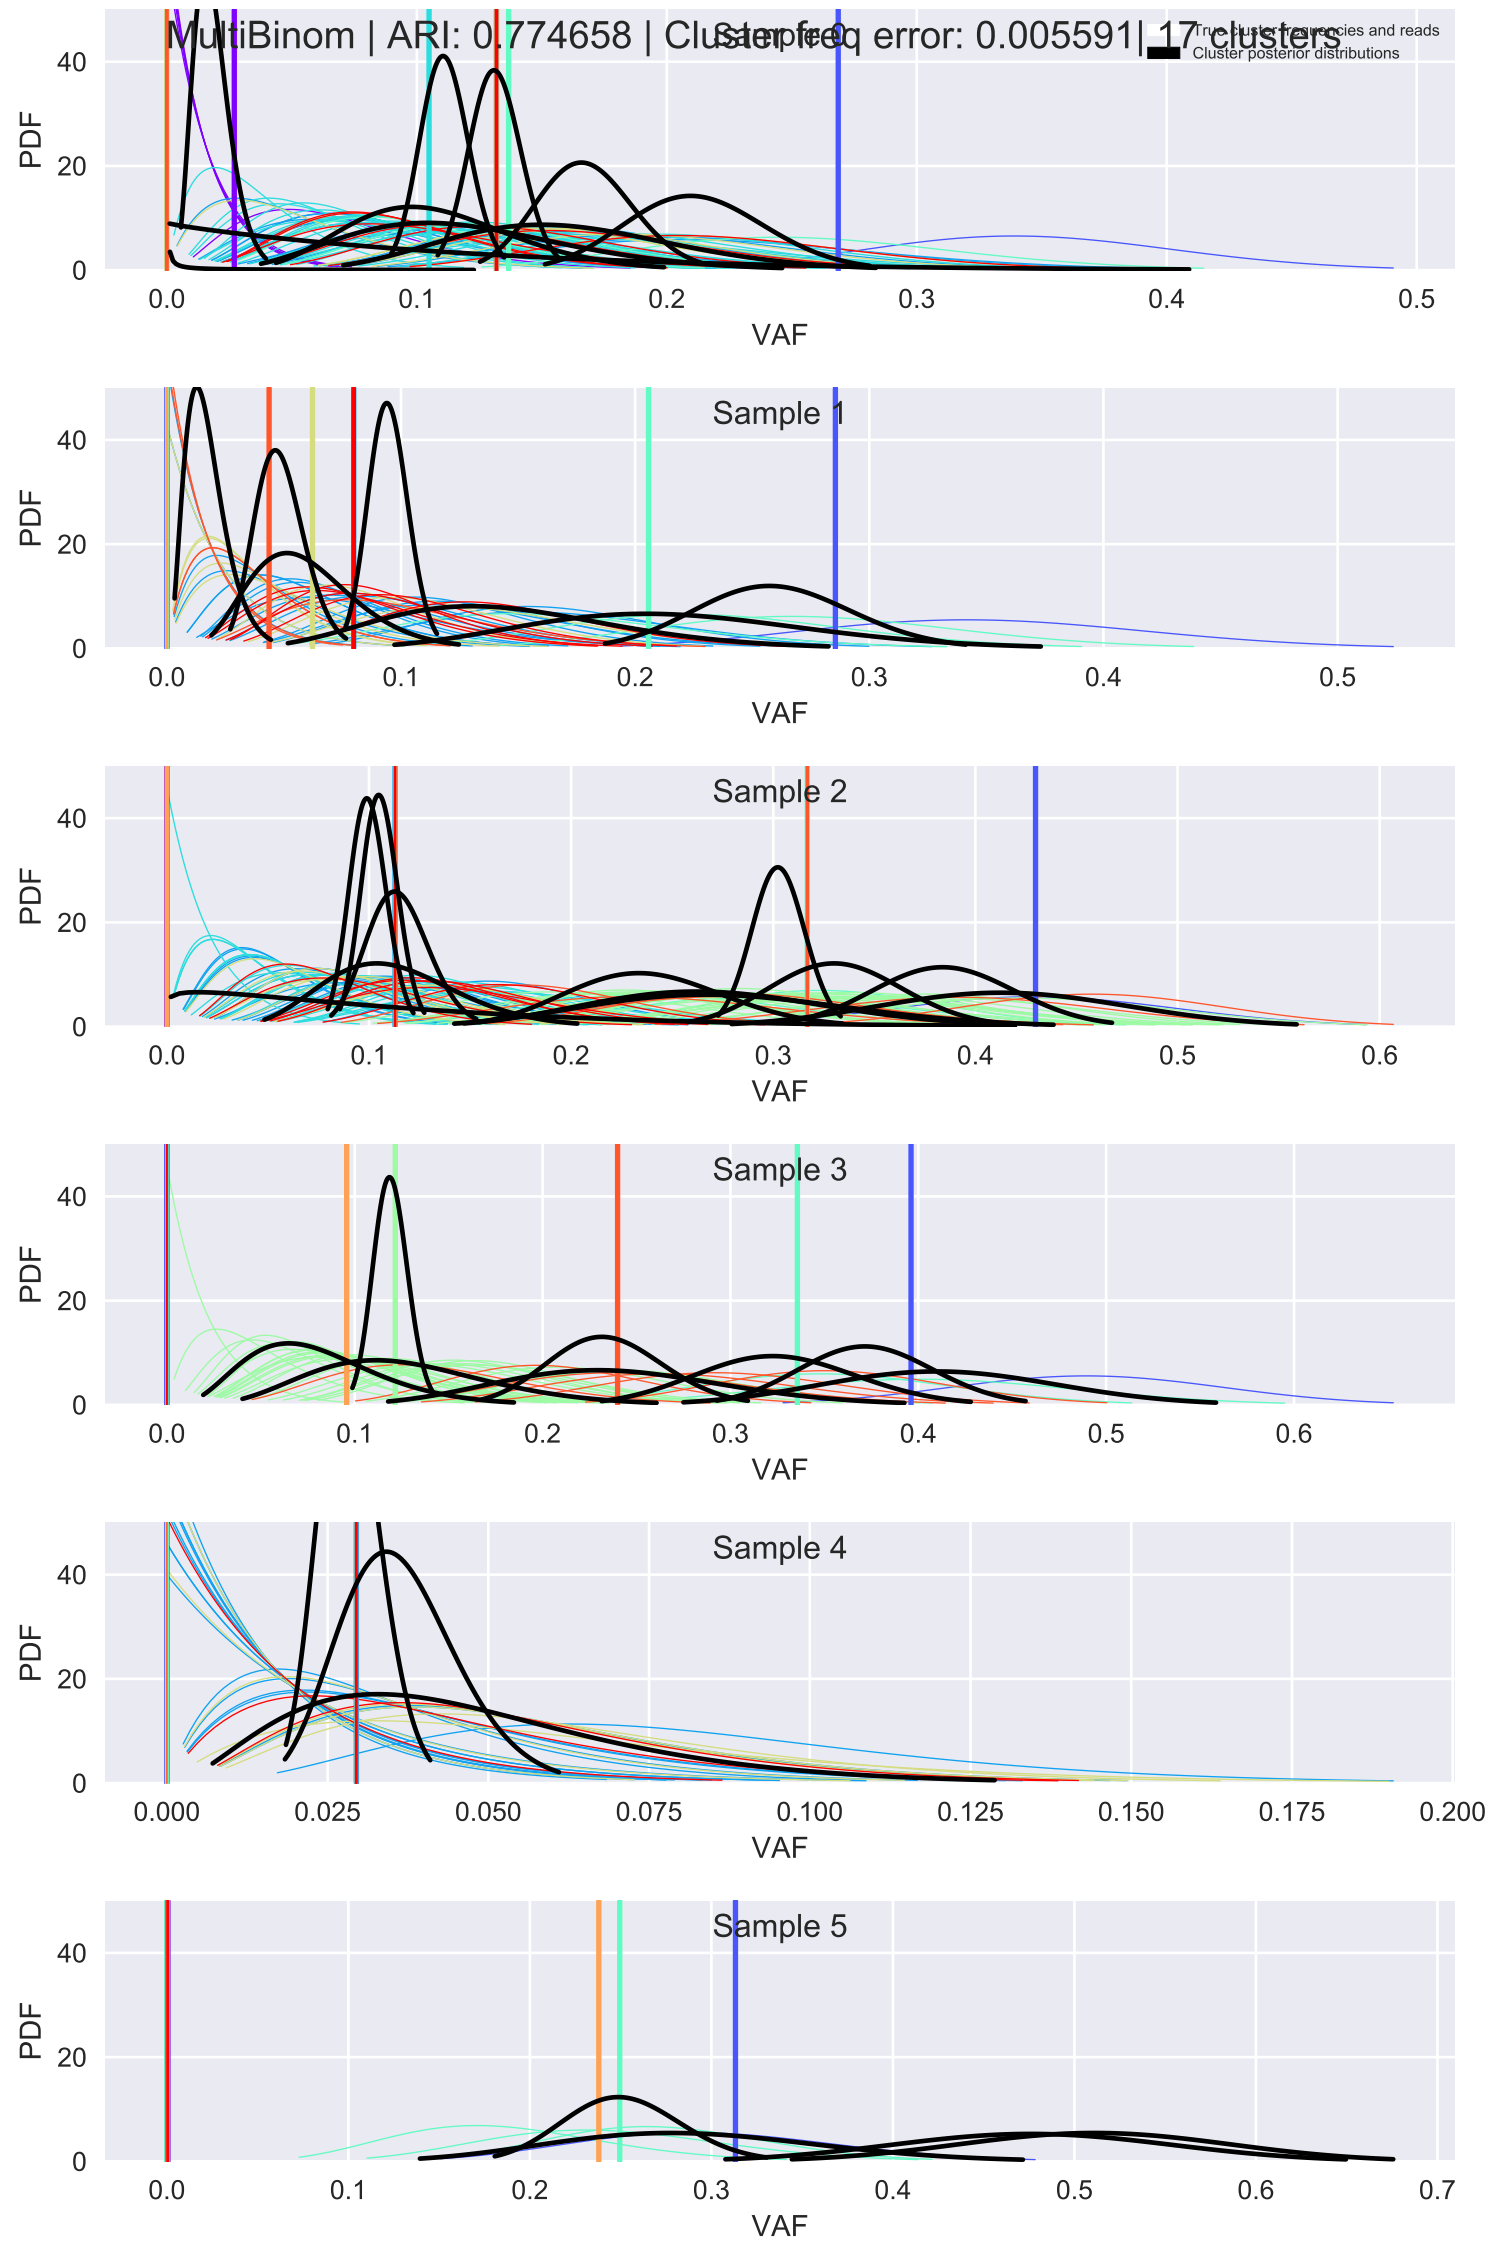 MultiBinom | ARI: 0.774658 | Cluster freq error: 0.005591| 17 clusters
Sample 0
True cluster frequencies and reads
Cluster posterior distributions
PDF
40
20
0
0.0 0.1 0.2 0.3 0.4 0.5
VAF
Sample 1
PDF
40
20
0
0.0 0.1 0.2 0.3 0.4 0.5
VAF
Sample 2
PDF
40
20
0
0.0 0.1 0.2 0.3 0.4 0.5 0.6
VAF
Sample 3
PDF
40
20
0
0.0 0.1 0.2 0.3 0.4 0.5 0.6
VAF
Sample 4
PDF
40
20
0
0.000 0.025 0.050 0.075 0.100 0.125 0.150 0.175 0.200
VAF
Sample 5
PDF
40
20
0
0.0 0.1 0.2 0.3 0.4 0.5 0.6 0.7
VAF